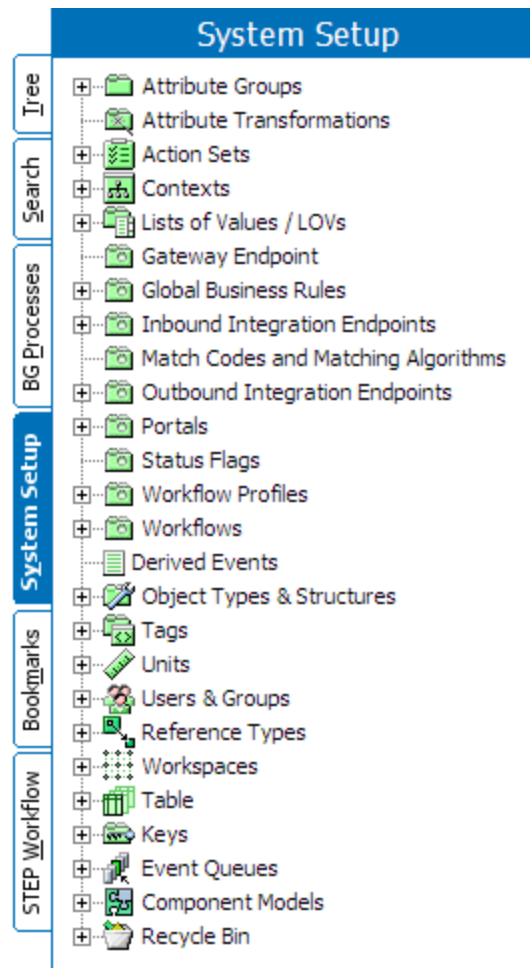 System Setup
Tree
Search
BG Processes
System Setup
Bookmarks
STEP Workflow
Attribute Groups
Attribute Transformations
Action Sets
Contexts
Lists of Values / LOVs
Gateway Endpoint
Global Business Rules
Inbound Integration Endpoints
Match Codes and Matching Algorithms
Outbound Integration Endpoints
Portals
Status Flags
Workflow Profiles
Workflows
Derived Events
Object Types & Structures
Tags
Units
Users & Groups
Reference Types
Workspaces
Table
Keys
Event Queues
Component Models
Recycle Bin